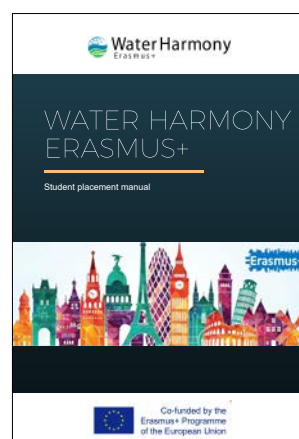 WaterHarmony
Erasmus+
WATER HARMONY
ERASMUS+
Student placement manual
Erasmus+
Co-funded by the
Erasmus+ Programme
of the European Union